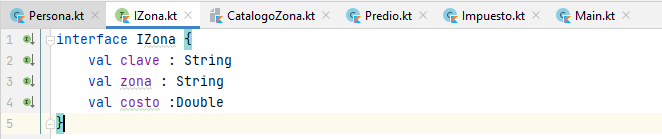 Persona.kt IZona.kt CatalogoZona.kt Predio.kt Impuesto.kt Main.kt
1 interface IZona {
2 val clave : String
3 val zona : String
4 val costo :Double
5 }